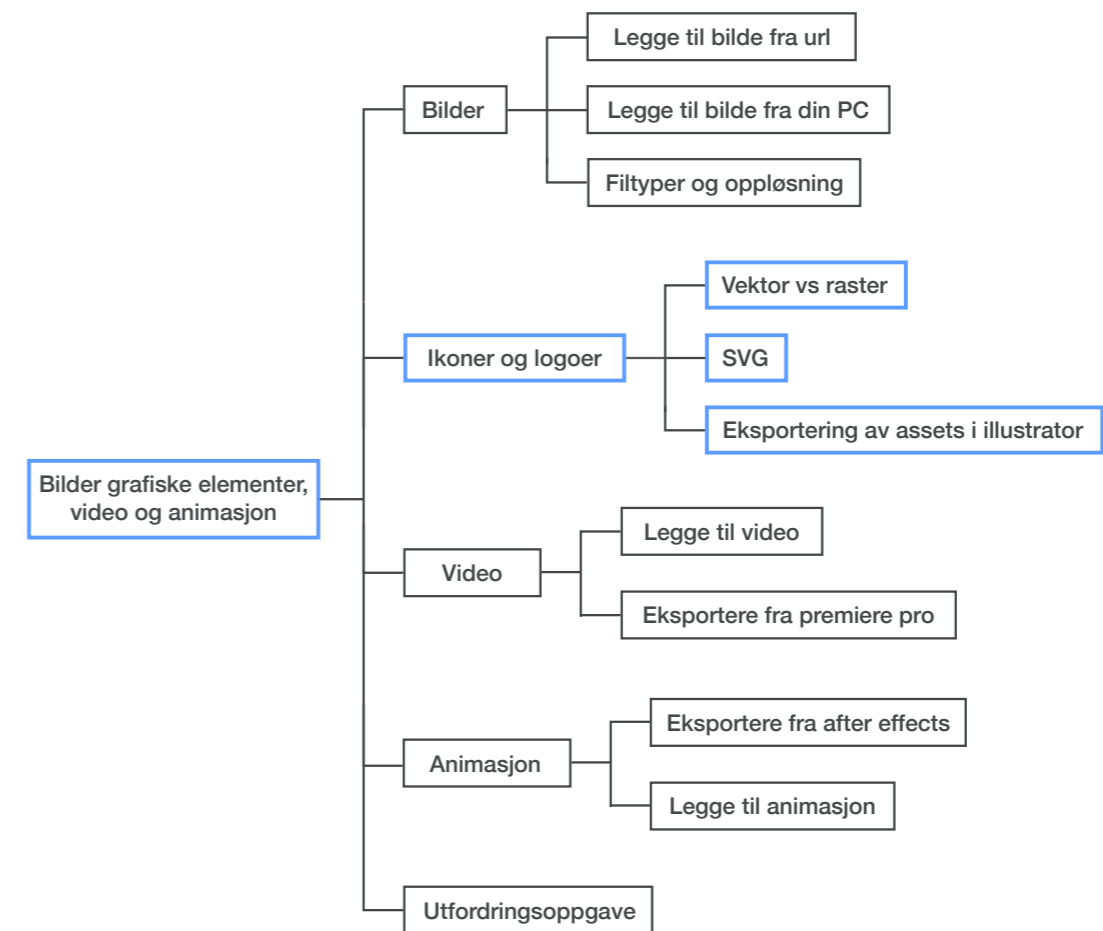 Legge til bilde fra url
Bilder
Legge til bilde fra din PC
Filtyper og oppløsning
Vektor vs raster
Ikoner og logoer
SVG
Eksportering av assets i illustrator
Bilder grafiske elementer,
video og animasjon
Legge til video
Video
Eksportere fra premiere pro
Eksportere fra after effects
Animasjon
Legge til animasjon
Utfordringsoppgave